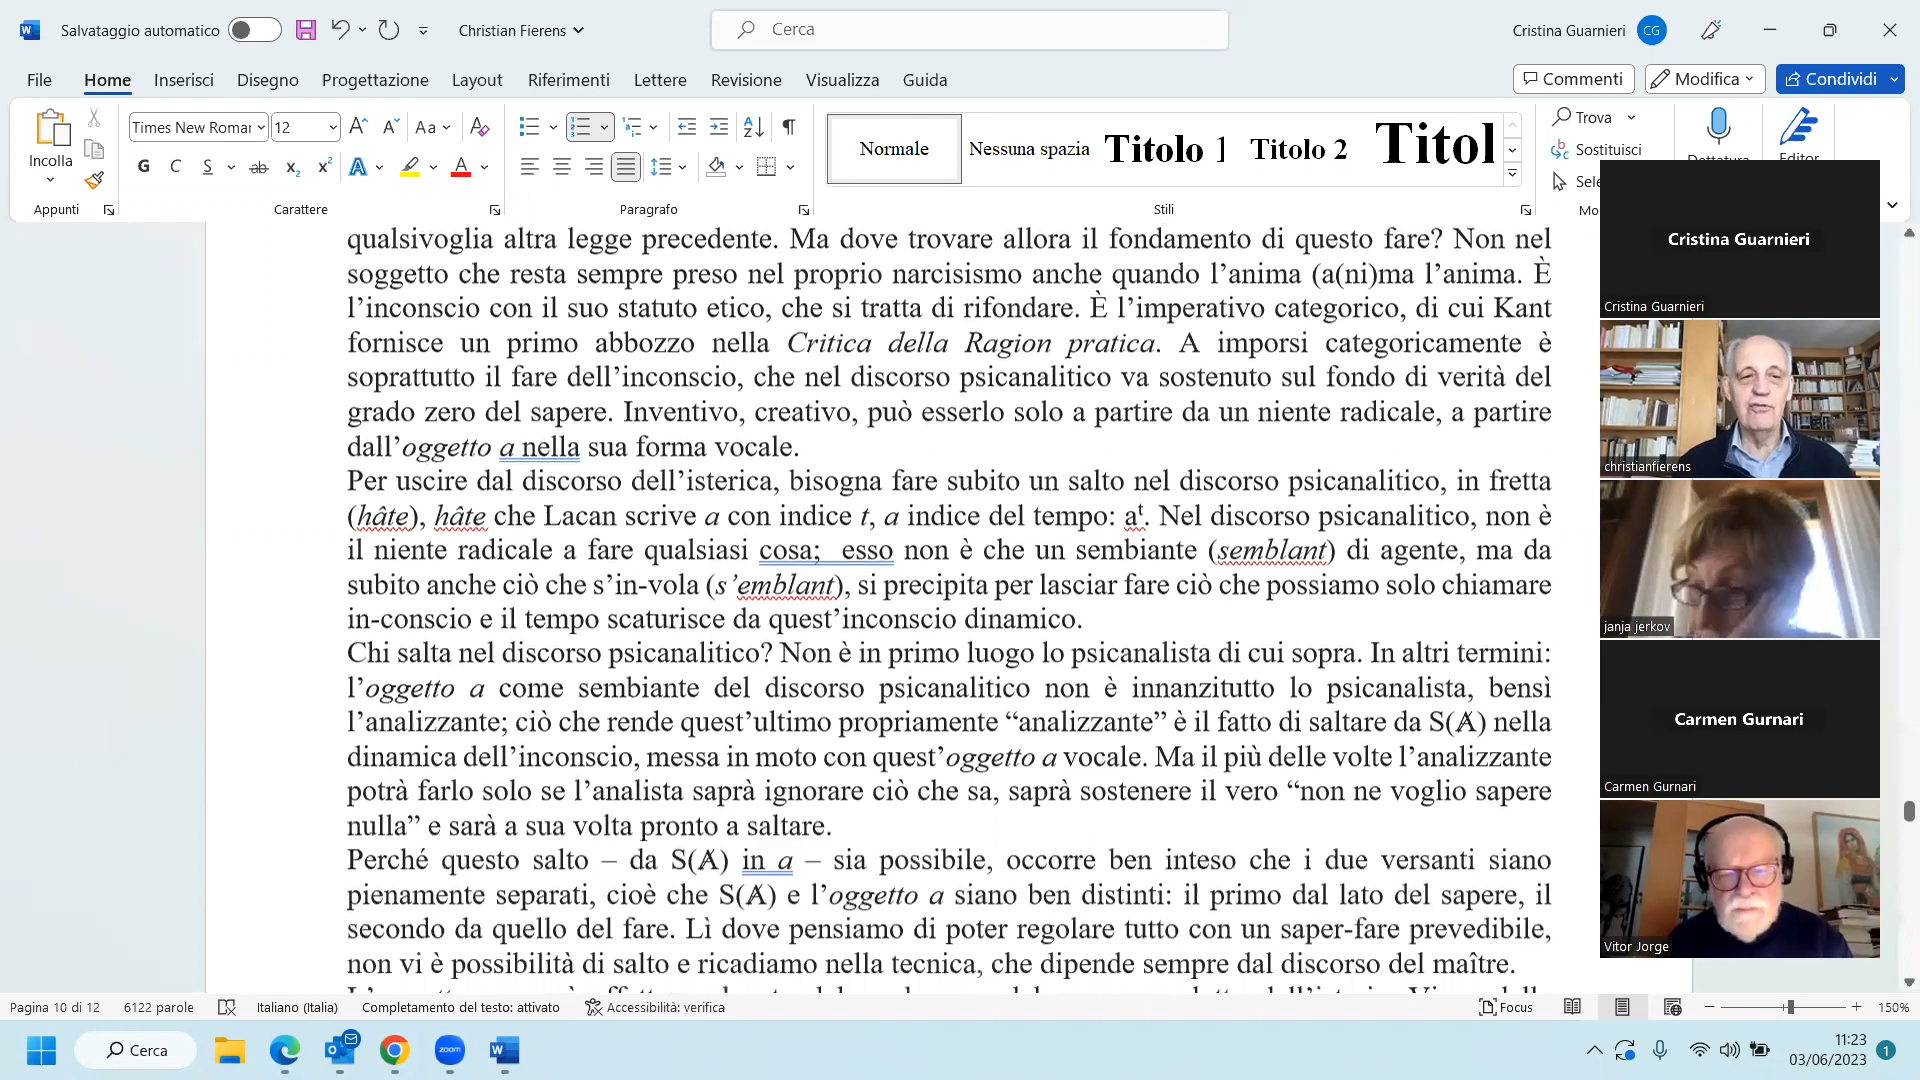 Salvataggio automatico
Christian Fierens
Cerca
Cristina Guarnieri
CG
File
Home
Inserisci
Disegno
Progettazione
Layout
Riferimenti
Lettere
Revisione
Visualizza
Guida
Commenti
Modifica
Condividi
Incolla
Times New Roma
12
Normale
Nessuna spazia
Titolo 1
Titolo 2
Titol
Trova
Sostituisci
Appunti
Carattere
Paragrafo
Stili
qualsivoglia altra legge precedente. Ma dove trovare allora il fondamento di questo fare? Non nel
soggetto che resta sempre preso nel proprio narcisismo anche quando l’anima (a(ni)ma l’anima. È
l’inconscio con il suo statuto etico, che si tratta di rifondare. È l’imperativo categorico, di cui Kant
fornisce un primo abbozzo nella Critica della Ragion pratica. A imporsi categoricamente è
soprattutto il fare dell’inconscio, che nel discorso psicanalitico va sostenuto sul fondo di verità del
grado zero del sapere. Inventivo, creativo, può esserlo solo a partire da un niente radicale, a partire
dall’oggetto a nella sua forma vocale.
Per uscire dal discorso dell’isterica, bisogna fare subito un salto nel discorso psicanalitico, in fretta
(hâte), hâte che Lacan scrive a con indice t, a indice del tempo: aᵗ. Nel discorso psicanalitico, non è
il niente radicale a fare qualsiasi cosa; esso non è che un sembiante (semblant) di agente, ma da
subito anche ciò che s’in-vola (s’emblant), si precipita per lasciar fare ciò che possiamo solo chiamare
in-conscio e il tempo scaturisce da quest’inconscio dinamico.
Chi salta nel discorso psicanalitico? Non è in primo luogo lo psicanalista di cui sopra. In altri termini:
l’oggetto a come sembiante del discorso psicanalitico non è innanzitutto lo psicanalista, bensì
l’analizzante; ciò che rende quest’ultimo propriamente “analizzante” è il fatto di saltare da S(Ⱥ) nella
dinamica dell’inconscio, messa in moto con quest’oggetto a vocale. Ma il più delle volte l’analizzante
potrà farlo solo se l’analista saprà ignorare ciò che sa, saprà sostenere il vero “non ne voglio sapere
nulla” e sarà a sua volta pronto a saltare.
Perché questo salto – da S(Ⱥ) in a – sia possibile, occorre ben inteso che i due versanti siano
pienamente separati, cioè che S(Ⱥ) e l’oggetto a siano ben distinti: il primo dal lato del sapere, il
secondo da quello del fare. Lì dove pensiamo di poter regolare tutto con un saper-fare prevedibile,
non vi è possibilità di salto e ricadiamo nella tecnica, che dipende sempre dal discorso del maître.
Cristina Guarnieri
Cristina Guarnieri
christianfierens
janja jerkov
Carmen Gurnari
Carmen Gurnari
Vitor Jorge
Pagina 10 di 12
6122 parole
Italiano (Italia)
Completamento del testo: attivato
Accessibilità: verifica
Focus
150%
Cerca
zoom
11:23
03/06/2023
1